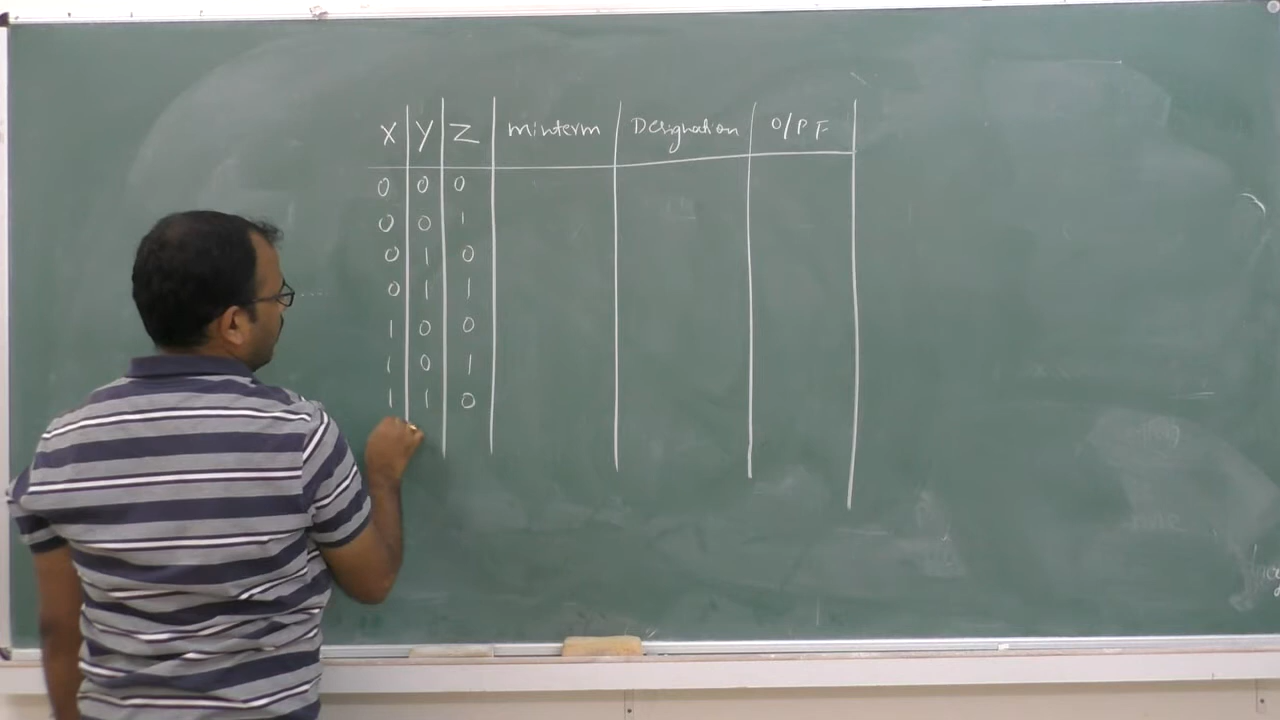 X Y Z minterm Designation O/P F
0 0 0
0 0 1
0 1 0
0 1 1
1 0 0
1 0 1
1 1 0